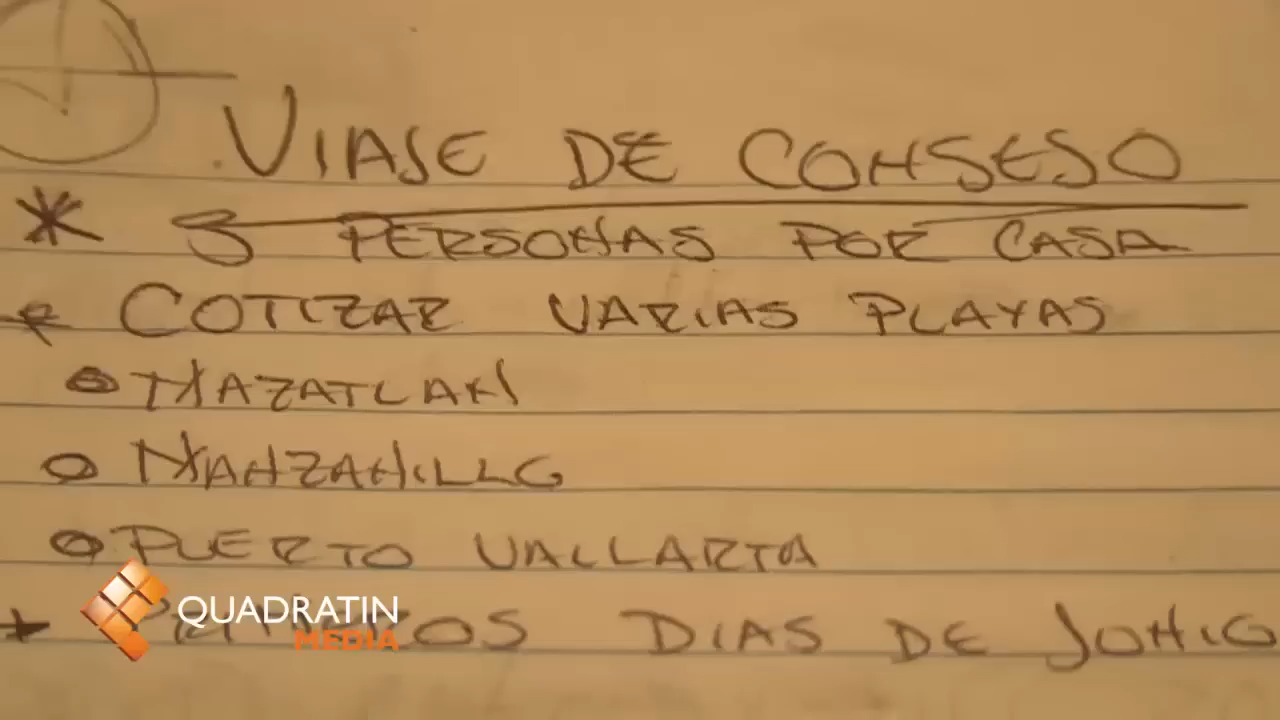 VIAJE DE CONSEJO
* 3 PERSONAS POR CASA
* COTIZAR VARIAS PLAYAS
o MAZATLAN
o MANZANILLO
o PUERTO VALLARTA
* PRIMEROS DIAS DE JUNIO
QUADRATIN
MEDIA